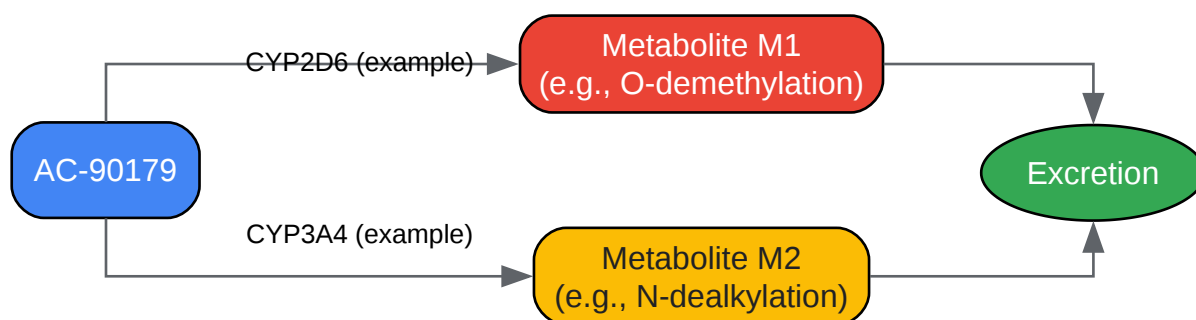 CYP2D6 (example)
Metabolite M1
(e.g., O-demethylation)
AC-90179
Excretion
CYP3A4 (example)
Metabolite M2
(e.g., N-dealkylation)